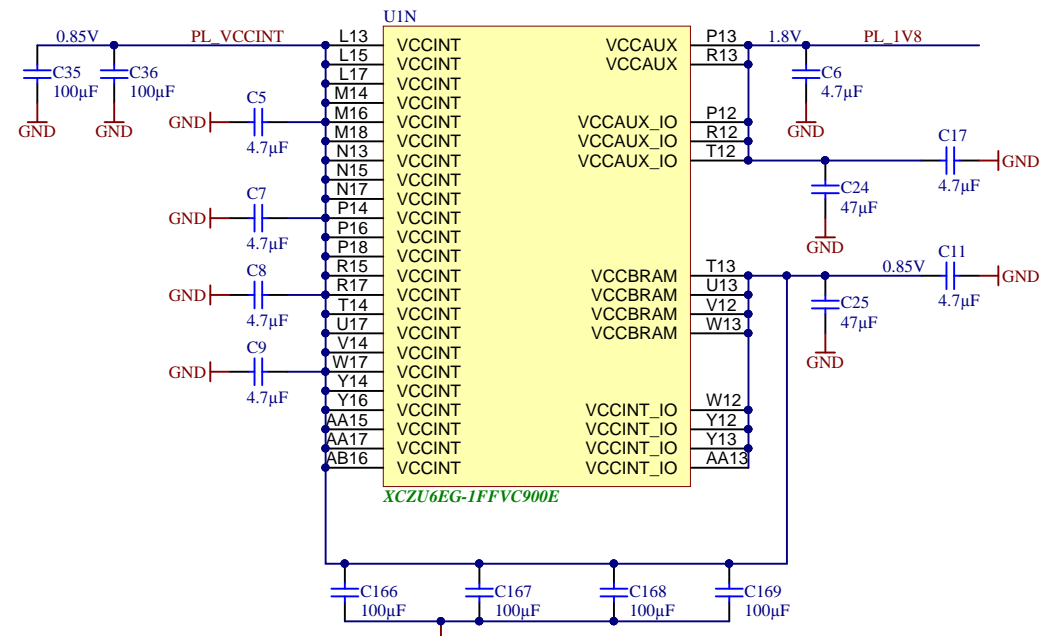 U1N
0.85V PL_VCCINT
C35
100µF
GND
C36
100µF
GND
GND C5 4.7µF
GND C7 4.7µF
GND C8 4.7µF
GND C9 4.7µF
L13 VCCINT
L15 VCCINT
L17 VCCINT
M14 VCCINT
M16 VCCINT
M18 VCCINT
N13 VCCINT
N15 VCCINT
N17 VCCINT
P14 VCCINT
P16 VCCINT
P18 VCCINT
R15 VCCINT
R17 VCCINT
T14 VCCINT
U17 VCCINT
V14 VCCINT
W17 VCCINT
Y14 VCCINT
Y16 VCCINT
AA15 VCCINT
AA17 VCCINT
AB16 VCCINT
VCCAUX P13
VCCAUX R13
VCCAUX_IO P12
VCCAUX_IO R12
VCCAUX_IO T12
VCCBRAM T13
VCCBRAM U13
VCCBRAM V12
VCCBRAM W13
VCCINT_IO W12
VCCINT_IO Y12
VCCINT_IO Y13
VCCINT_IO AA13
1.8V PL_1V8
C6
4.7µF
GND
C17
4.7µF
GND
C24
47µF
GND
0.85V
C11
4.7µF
GND
C25
47µF
GND
XCZU6EG-1FFVC900E
C166 C167 C168 C169
100µF 100µF 100µF 100µF